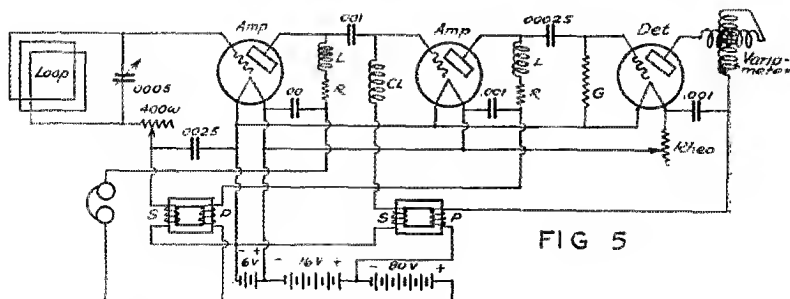 Amp
.001
Amp
.00025
Det
Loop
.0005
L
R
CL
L
R
G
Vario-
meter
400ω
.00
.001
.001
.0025
Rheo
S P
S P
FIG 5
- 6V +
- 16V +
- 80V +